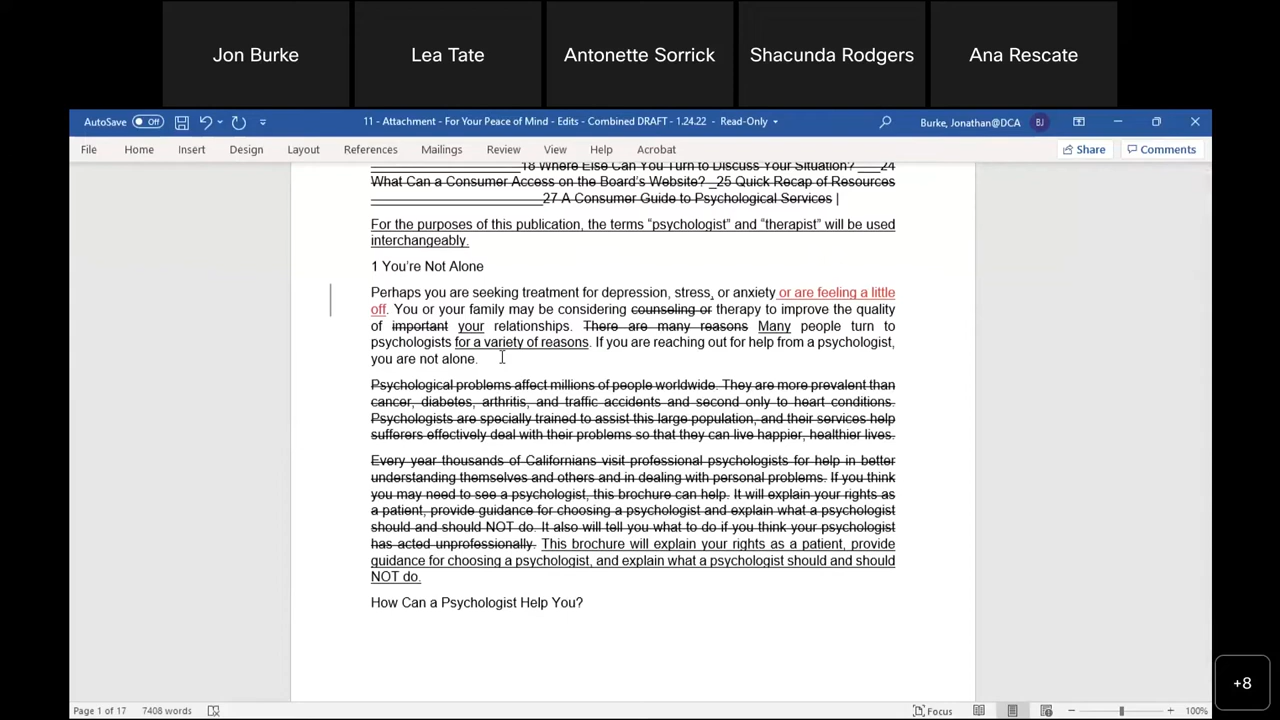 Jon Burke
Lea Tate
Antonette Sorrick
Shacunda Rodgers
Ana Rescate
AutoSave Off
11 - Attachment - For Your Peace of Mind - Edits - Combined DRAFT - 1.24.22 - Read-Only
Burke, Jonathan@DCA BJ
File Home Insert Design Layout References Mailings Review View Help Acrobat Share Comments
18 Where Else Can You Turn to Discuss Your Situation? ___24
What Can a Consumer Access on the Board's Website? _25 Quick Recap of Resources
______________________27 A Consumer Guide to Psychological Services |
For the purposes of this publication, the terms “psychologist” and “therapist” will be used
interchangeably.
1 You're Not Alone
Perhaps you are seeking treatment for depression, stress, or anxiety or are feeling a little
off. You or your family may be considering counseling or therapy to improve the quality
of important your relationships. There are many reasons Many people turn to
psychologists for a variety of reasons. If you are reaching out for help from a psychologist,
you are not alone.
Psychological problems affect millions of people worldwide. They are more prevalent than
cancer, diabetes, arthritis, and traffic accidents and second only to heart conditions.
Psychologists are specially trained to assist this large population, and their services help
sufferers effectively deal with their problems so that they can live happier, healthier lives.
Every year thousands of Californians visit professional psychologists for help in better
understanding themselves and others and in dealing with personal problems. If you think
you may need to see a psychologist, this brochure can help. It will explain your rights as
a patient, provide guidance for choosing a psychologist and explain what a psychologist
should and should NOT do. It also will tell you what to do if you think your psychologist
has acted unprofessionally. This brochure will explain your rights as a patient, provide
guidance for choosing a psychologist, and explain what a psychologist should and should
NOT do.
How Can a Psychologist Help You?
+8
Page 1 of 17 7408 words Focus 100%